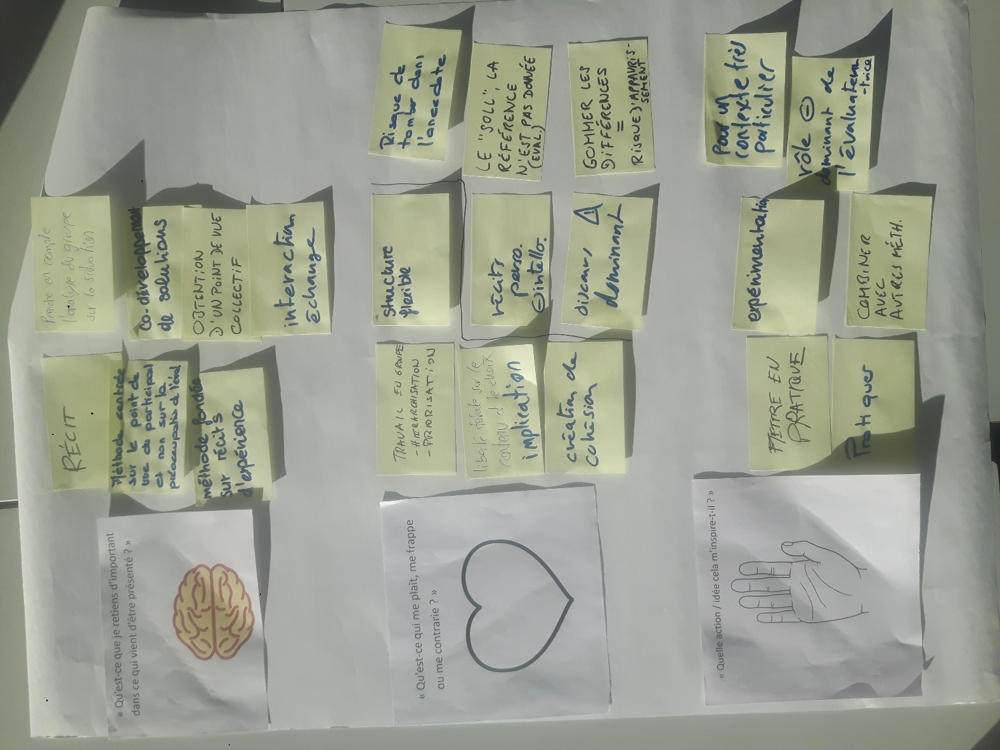 « Qu'est-ce que je retiens d'important
dans ce qui vient d'être présenté ? »
RÉCIT
Méthode centrée
sur le point de
vue du participant
et non sur la
préoccupation de l'éval
méthode fondée
sur récits
d'expérience
Prendre en compte
l'analyse du groupe
sur la situation
co-développement
de solutions
OBTENTION
D'UN POINT DE VUE
COLLECTIF
interaction
échange
« Qu'est-ce qui me plaît, me frappe
ou me contrarie ? »
TRAVAIL EN GROUPE
- HIÉRARCHISATION
- PRIORISATION
liberté totale sur le
contenu et le choix
implication
création de
cohésion
structure
flexible
récits
perso.
⊖ intello.
discours ⚠
dominant
Risque de
tomber dans
l'anecdote
LE "SOLL", LA
RÉFÉRENCE
N'EST PAS DONNÉE
(EVAL.)
GOMMER LES
DIFFÉRENCES
=
RISQUE D'APPAUVRIS-
SEMENT
« Quelle action / idée cela m'inspire-t-il ? »
METTRE EN
PRATIQUE
Pratiquer
expérimentation
COMBINER
AVEC
AUTRES MÉTH.
Pour un
contexte très
particulier
rôle ⊖
dominant de
l'évaluateur
-trice